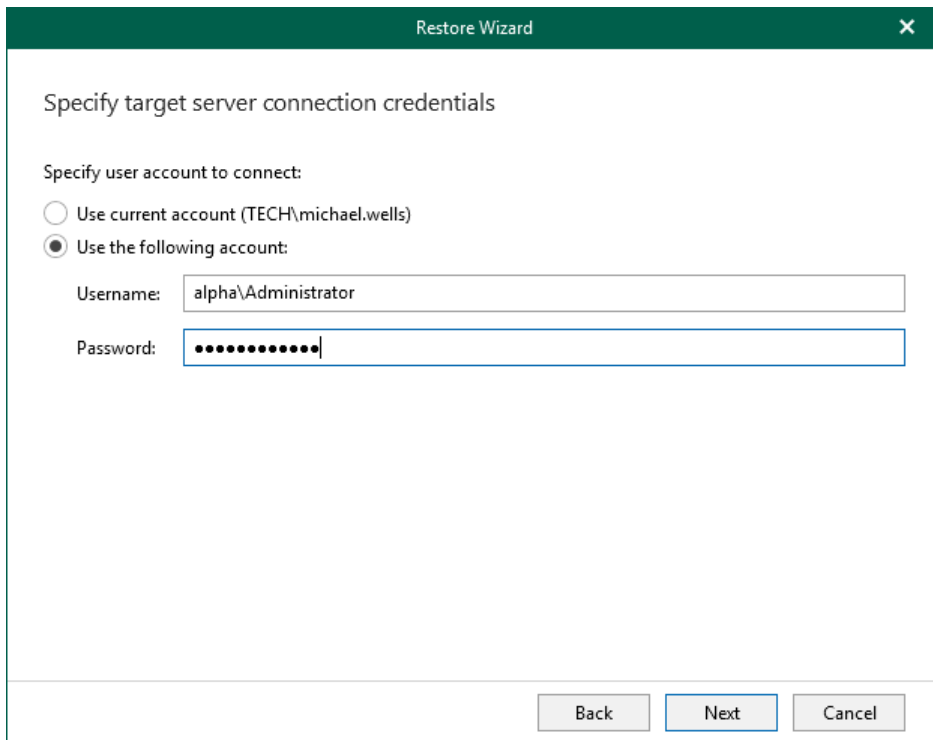 Restore Wizard
Specify target server connection credentials
Specify user account to connect:
Use current account (TECH\michael.wells)
Use the following account:
Username: alpha\Administrator
Password: ●●●●●●●●●●●●
Back Next Cancel